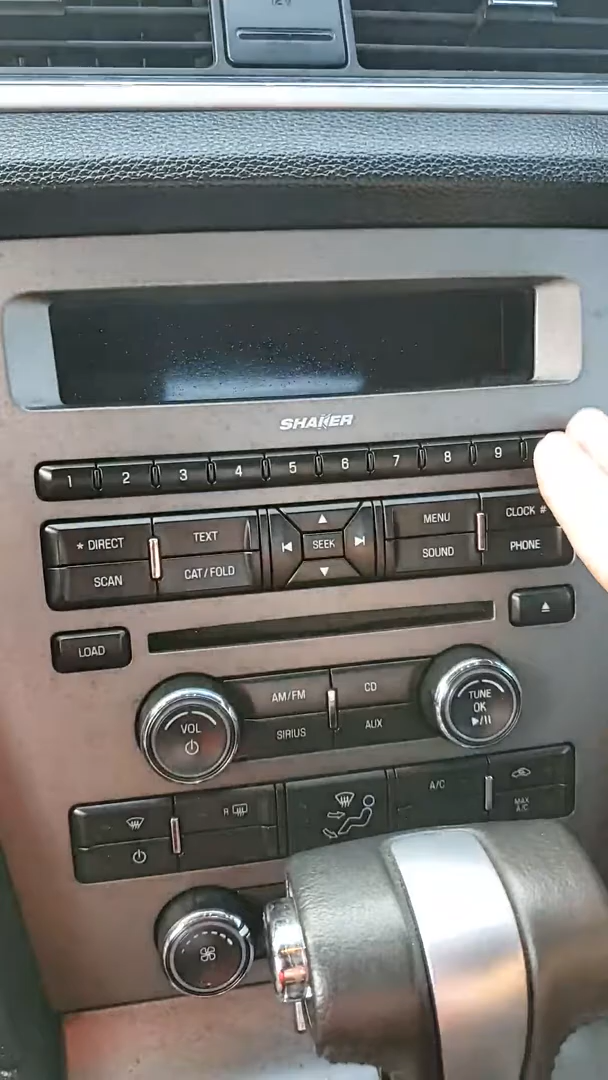 SHAKER
1 2 3 4 5 6 7 8 9
* DIRECT TEXT MENU CLOCK #
SEEK
SCAN CAT/FOLD SOUND PHONE
LOAD
AM/FM CD
VOL TUNE
OK
SIRIUS AUX
R A/C
MAX
A/C